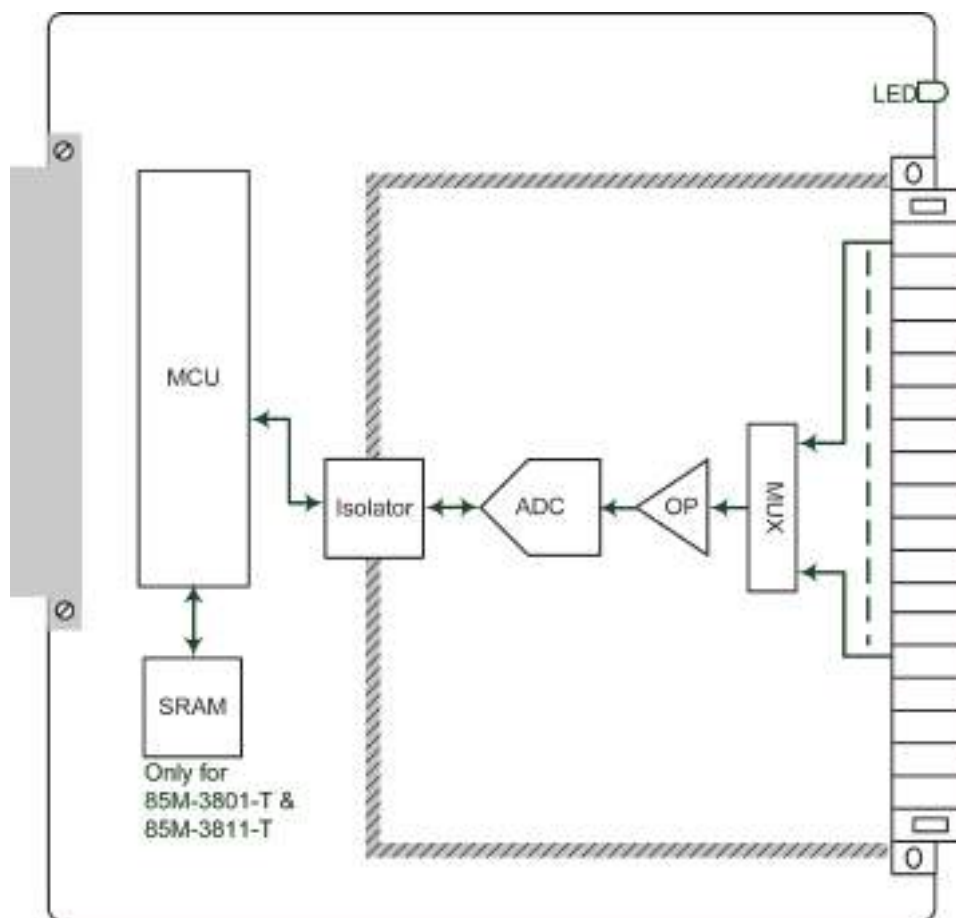 LED
MCU
Isolator
ADC
OP
MUX
SRAM
Only for
85M-3801-T &
85M-3811-T